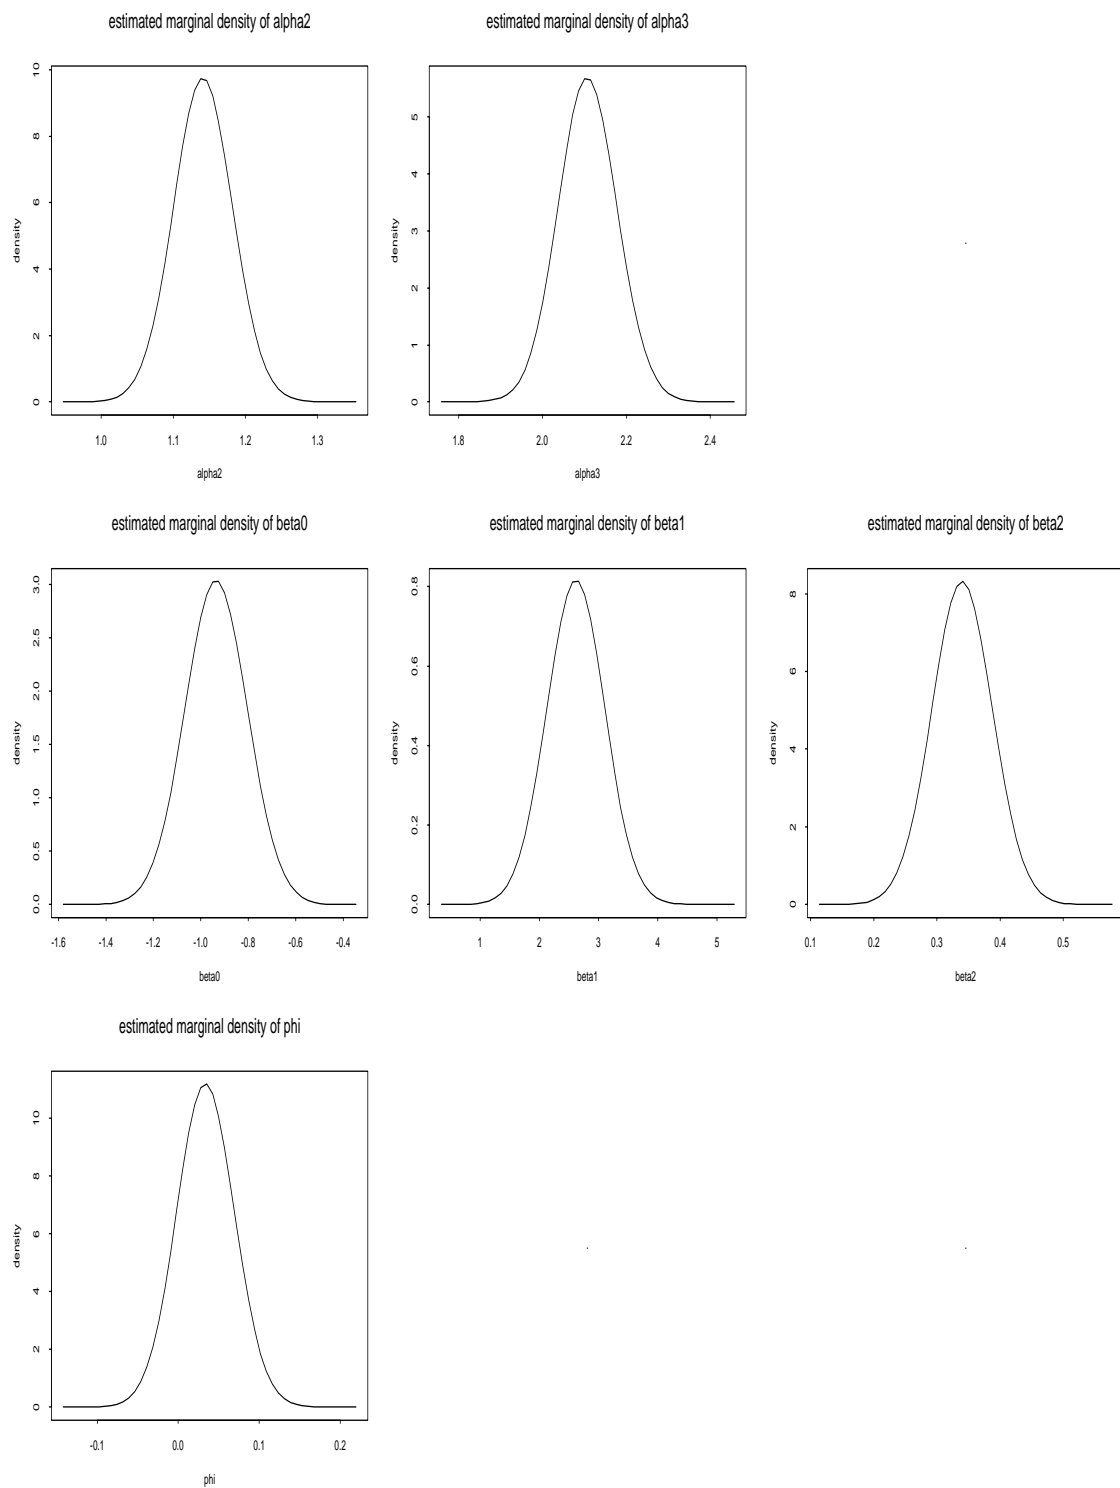 estimated marginal density of alpha2
density
0 2 4 6 8 10
1.0 1.1 1.2 1.3
alpha2
estimated marginal density of alpha3
density
0 1 2 3 4 5
1.8 2.0 2.2 2.4
alpha3
estimated marginal density of beta0
density
0.0 0.5 1.0 1.5 2.0 2.5 3.0
-1.6 -1.4 -1.2 -1.0 -0.8 -0.6 -0.4
beta0
estimated marginal density of beta1
density
0.0 0.2 0.4 0.6 0.8
1 2 3 4 5
beta1
estimated marginal density of beta2
density
0 2 4 6 8
0.1 0.2 0.3 0.4 0.5
beta2
estimated marginal density of phi
density
0 2 4 6 8 10
-0.1 0.0 0.1 0.2
phi